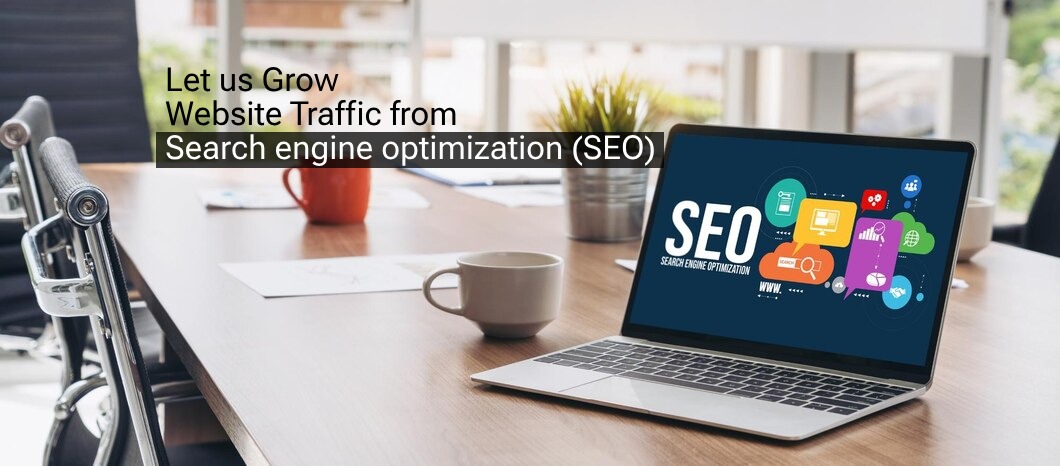 Let us Grow
Website Traffic from
Search engine optimization (SEO)
SEO
SEARCH ENGINE OPTIMIZATION
SEARCH
WWW.